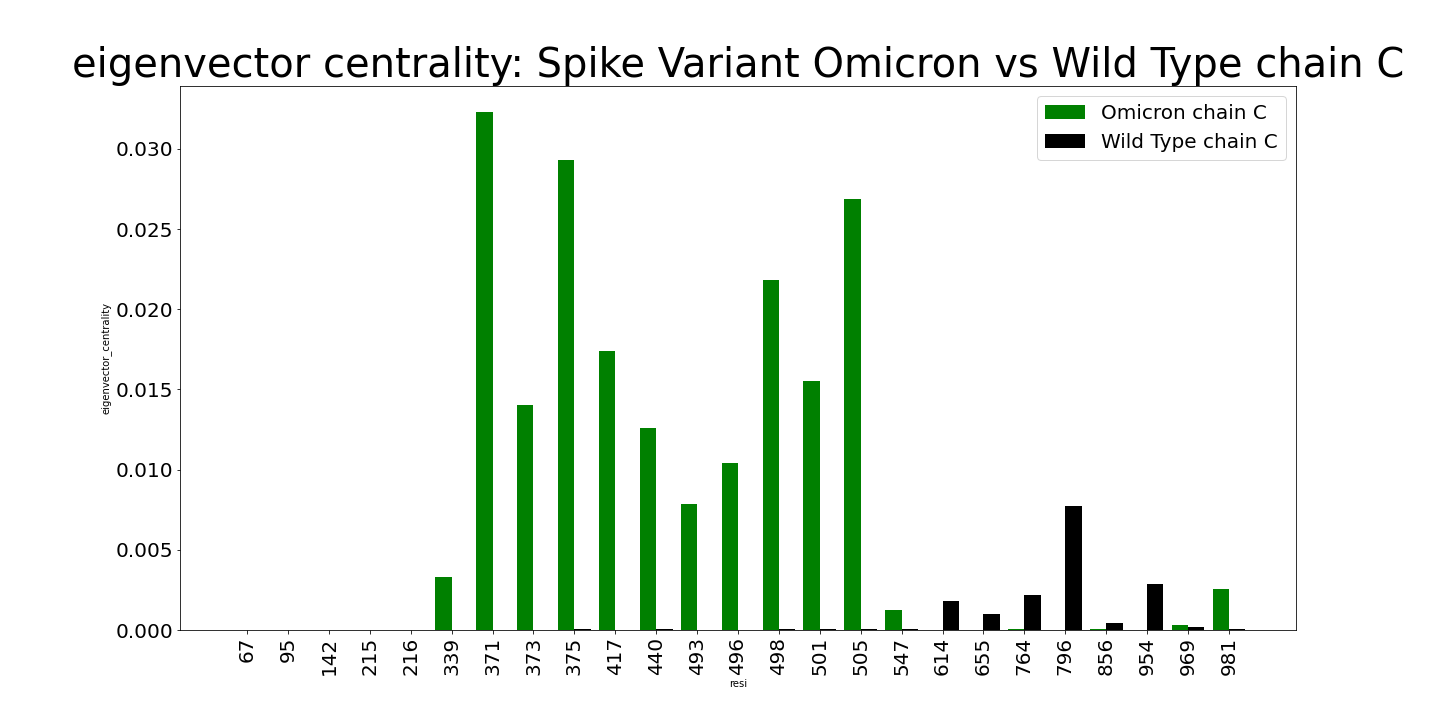 eigenvector centrality: Spike Variant Omicron vs Wild Type chain C
Omicron chain C
Wild Type chain C
0.030
0.025
0.020
0.015
0.010
0.005
0.000
eigenvector_centrality
67 95 142 215 216 339 371 373 375 417 440 493 496 498 501 505 547 614 655 764 796 856 954 969 981
resi